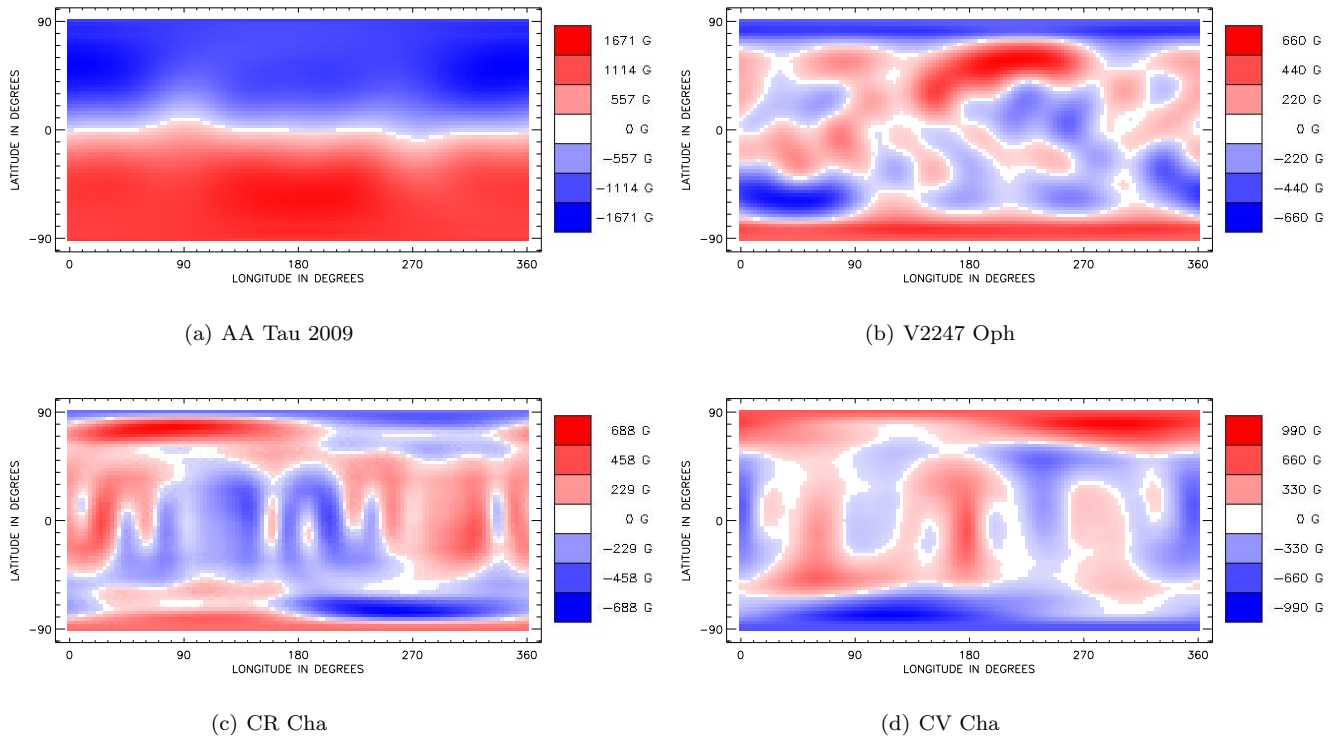 90
0
−90
LATITUDE IN DEGREES
0 90 180 270 360
LONGITUDE IN DEGREES
1671 G
1114 G
557 G
0 G
−557 G
−1114 G
−1671 G
(a) AA Tau 2009
90
0
−90
LATITUDE IN DEGREES
0 90 180 270 360
LONGITUDE IN DEGREES
660 G
440 G
220 G
0 G
−220 G
−440 G
−660 G
(b) V2247 Oph
90
0
−90
LATITUDE IN DEGREES
0 90 180 270 360
LONGITUDE IN DEGREES
688 G
458 G
229 G
0 G
−229 G
−458 G
−688 G
(c) CR Cha
90
0
−90
LATITUDE IN DEGREES
0 90 180 270 360
LONGITUDE IN DEGREES
990 G
660 G
330 G
0 G
−330 G
−660 G
−990 G
(d) CV Cha